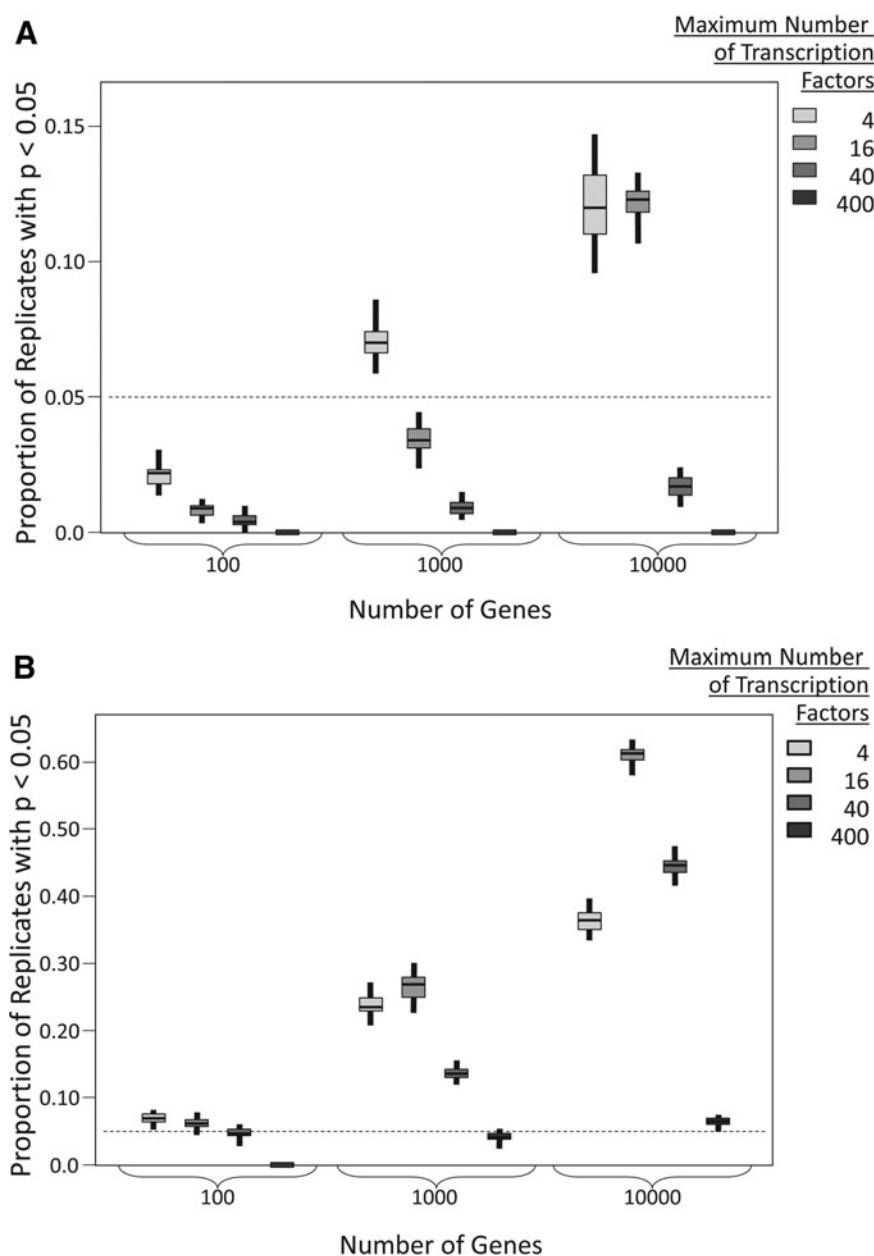 A
Maximum Number
of Transcription
Factors
4
16
40
400
Proportion of Replicates with p < 0.05
0.15
0.10
0.05
0.0
100
1000
10000
Number of Genes
B
Maximum Number
of Transcription
Factors
4
16
40
400
Proportion of Replicates with p < 0.05
0.60
0.50
0.40
0.30
0.20
0.10
0.0
100
1000
10000
Number of Genes